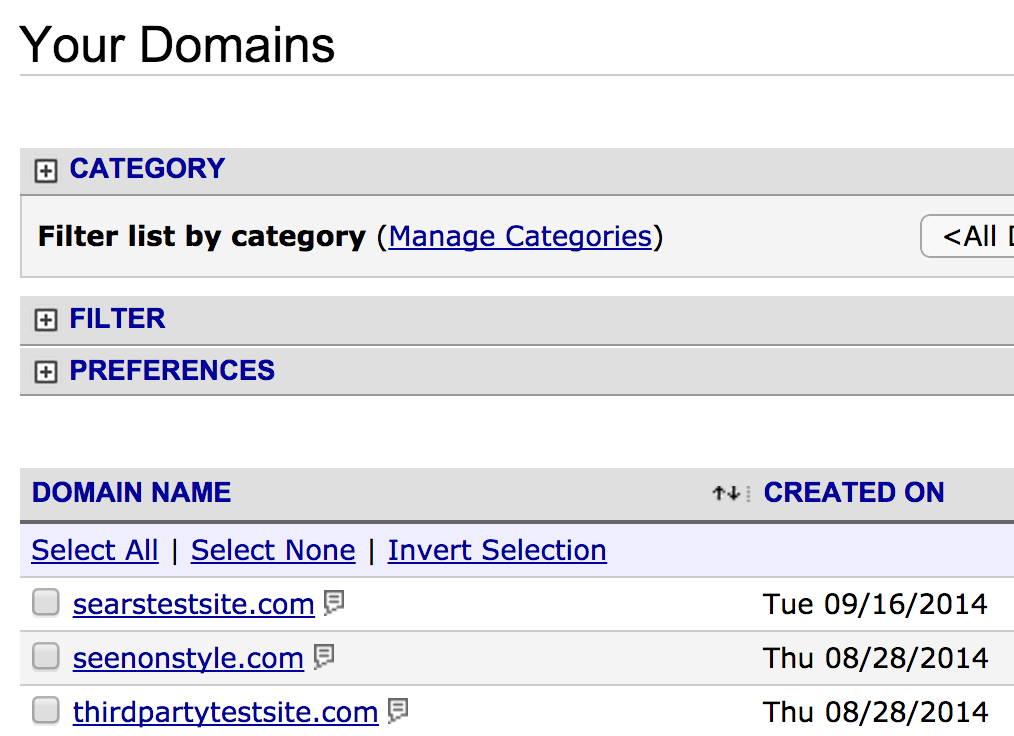 Your Domains
CATEGORY
Filter list by category (Manage Categories) <All
FILTER
PREFERENCES
DOMAIN NAME CREATED ON
Select All | Select None | Invert Selection
searstestsite.com Tue 09/16/2014
seenonstyle.com Thu 08/28/2014
thirdpartytestsite.com Thu 08/28/2014